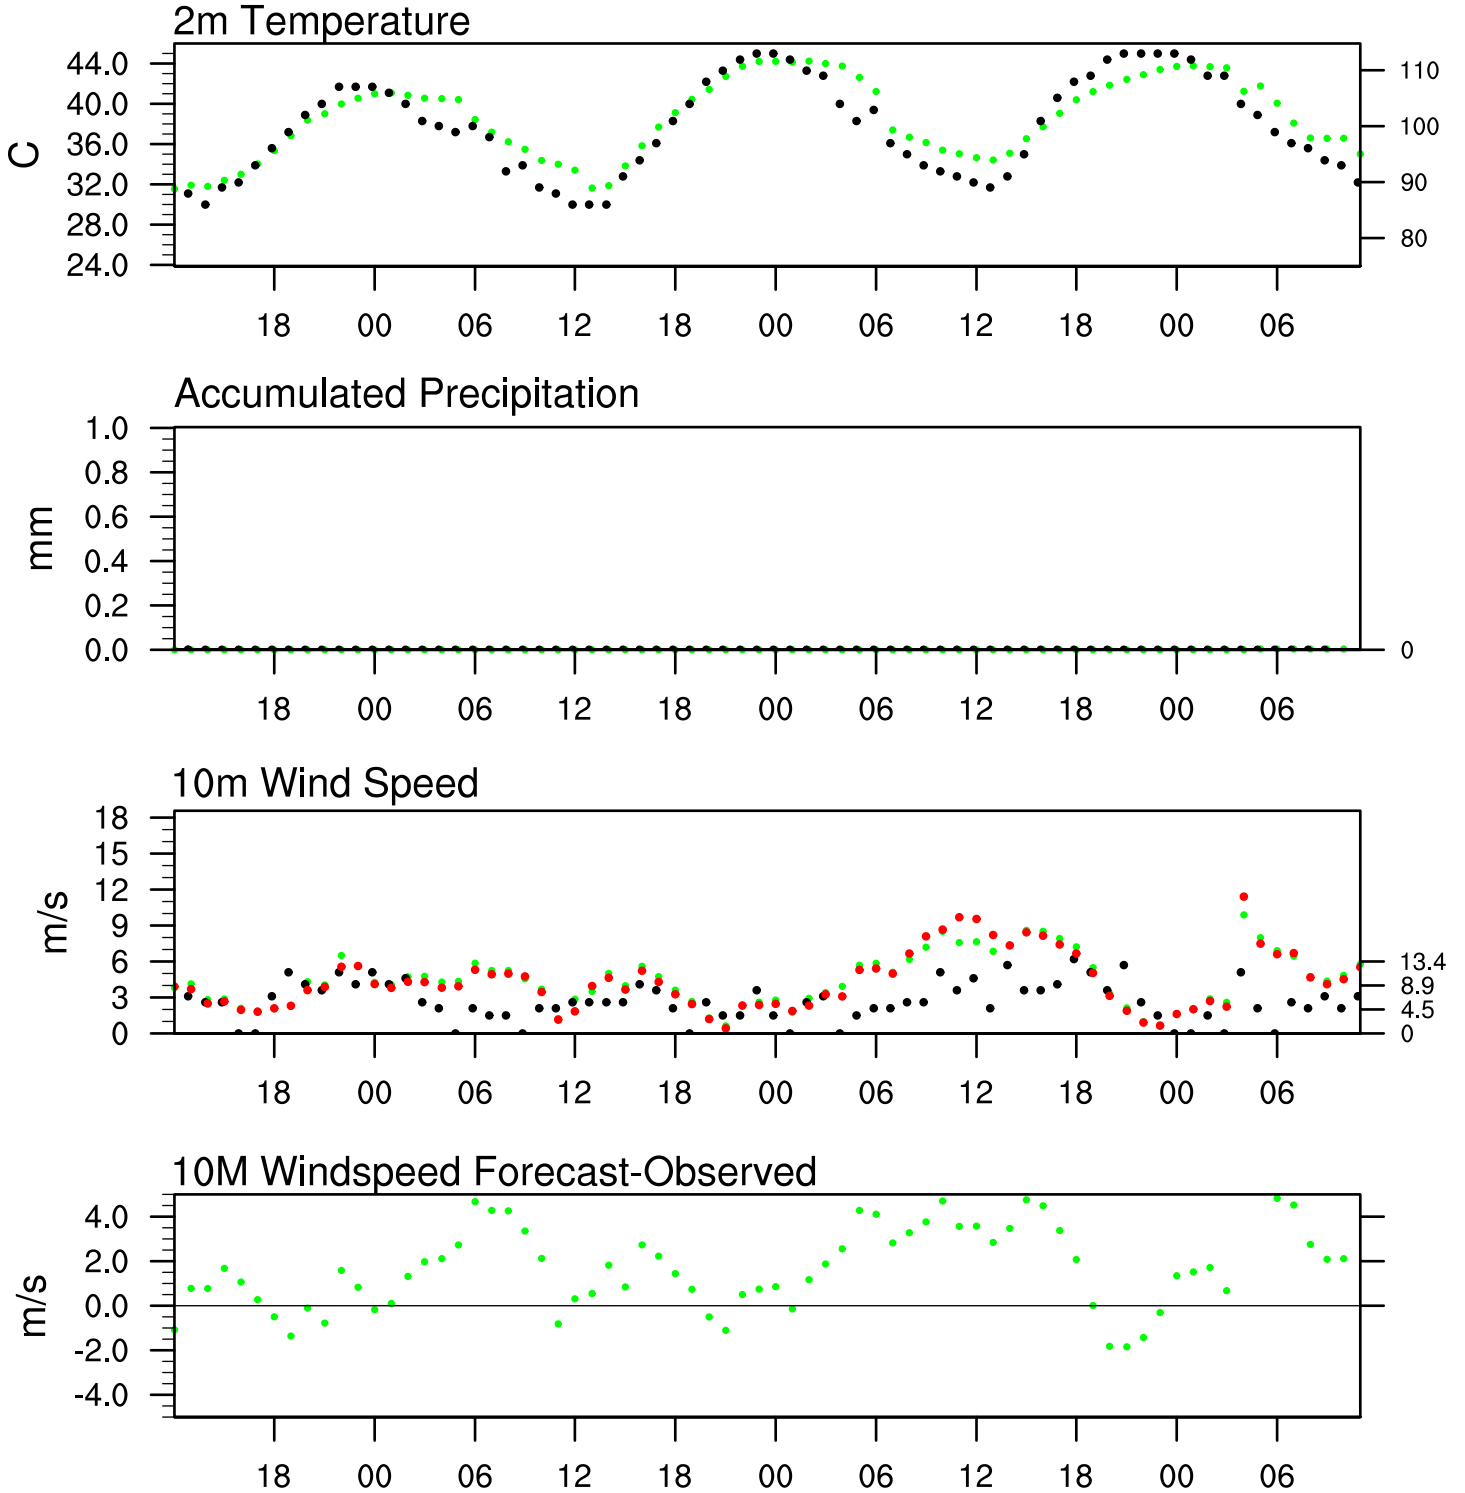 2m Temperature
44.0
40.0
36.0
32.0
28.0
24.0
C
110
100
90
80
18 00 06 12 18 00 06 12 18 00 06
Accumulated Precipitation
1.0
0.8
0.6
0.4
0.2
0.0
mm
0
18 00 06 12 18 00 06 12 18 00 06
10m Wind Speed
18
15
12
9
6
3
0
m/s
13.4
8.9
4.5
0
18 00 06 12 18 00 06 12 18 00 06
10M Windspeed Forecast-Observed
4.0
2.0
0.0
-2.0
-4.0
m/s
18 00 06 12 18 00 06 12 18 00 06